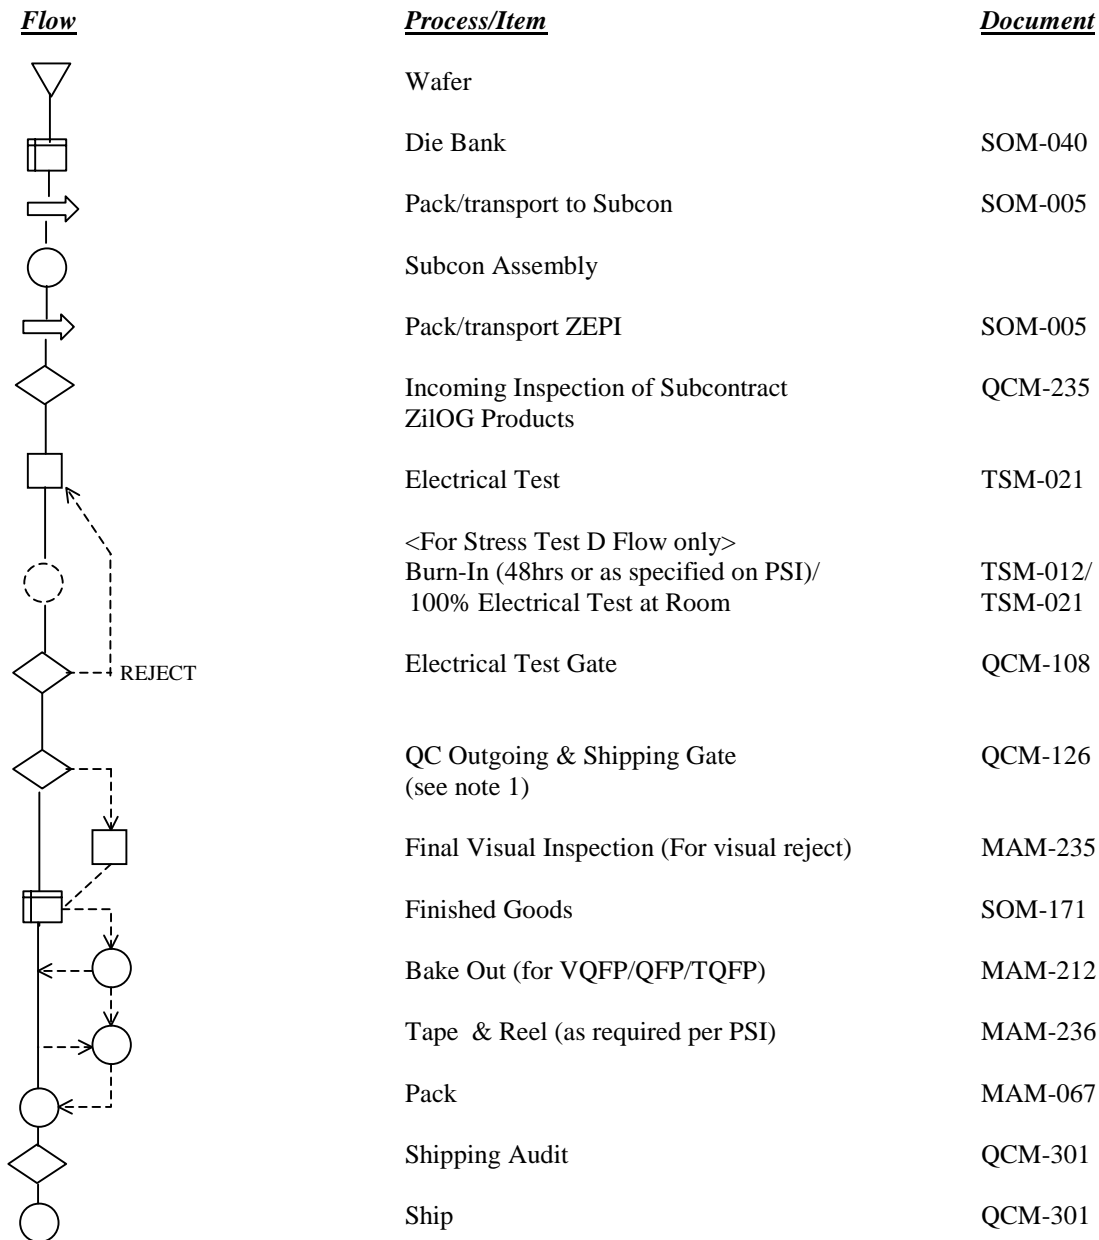 Flow Process/Item Document
Wafer
Die Bank SOM-040
Pack/transport to Subcon SOM-005
Subcon Assembly
Pack/transport ZEPI SOM-005
Incoming Inspection of Subcontract QCM-235
ZilOG Products
Electrical Test TSM-021
<For Stress Test D Flow only>
Burn-In (48hrs or as specified on PSI)/ TSM-012/
100% Electrical Test at Room TSM-021
REJECT Electrical Test Gate QCM-108
QC Outgoing & Shipping Gate QCM-126
(see note 1)
Final Visual Inspection (For visual reject) MAM-235
Finished Goods SOM-171
Bake Out (for VQFP/QFP/TQFP) MAM-212
Tape & Reel (as required per PSI) MAM-236
Pack MAM-067
Shipping Audit QCM-301
Ship QCM-301